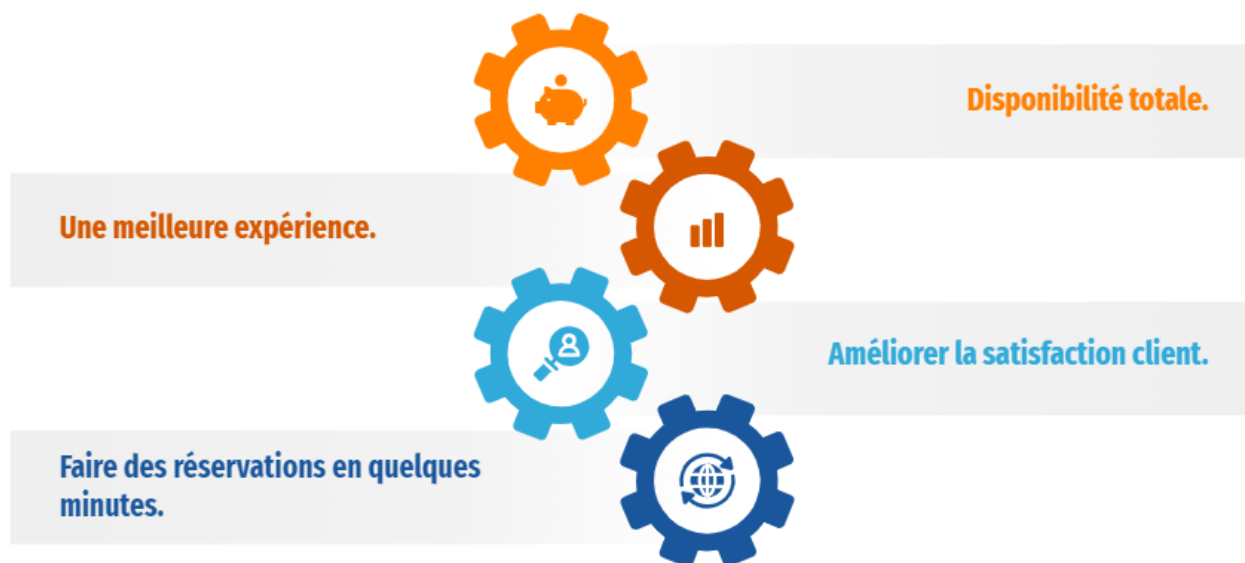 Disponibilité totale.
Une meilleure expérience.
Améliorer la satisfaction client.
Faire des réservations en quelques
minutes.